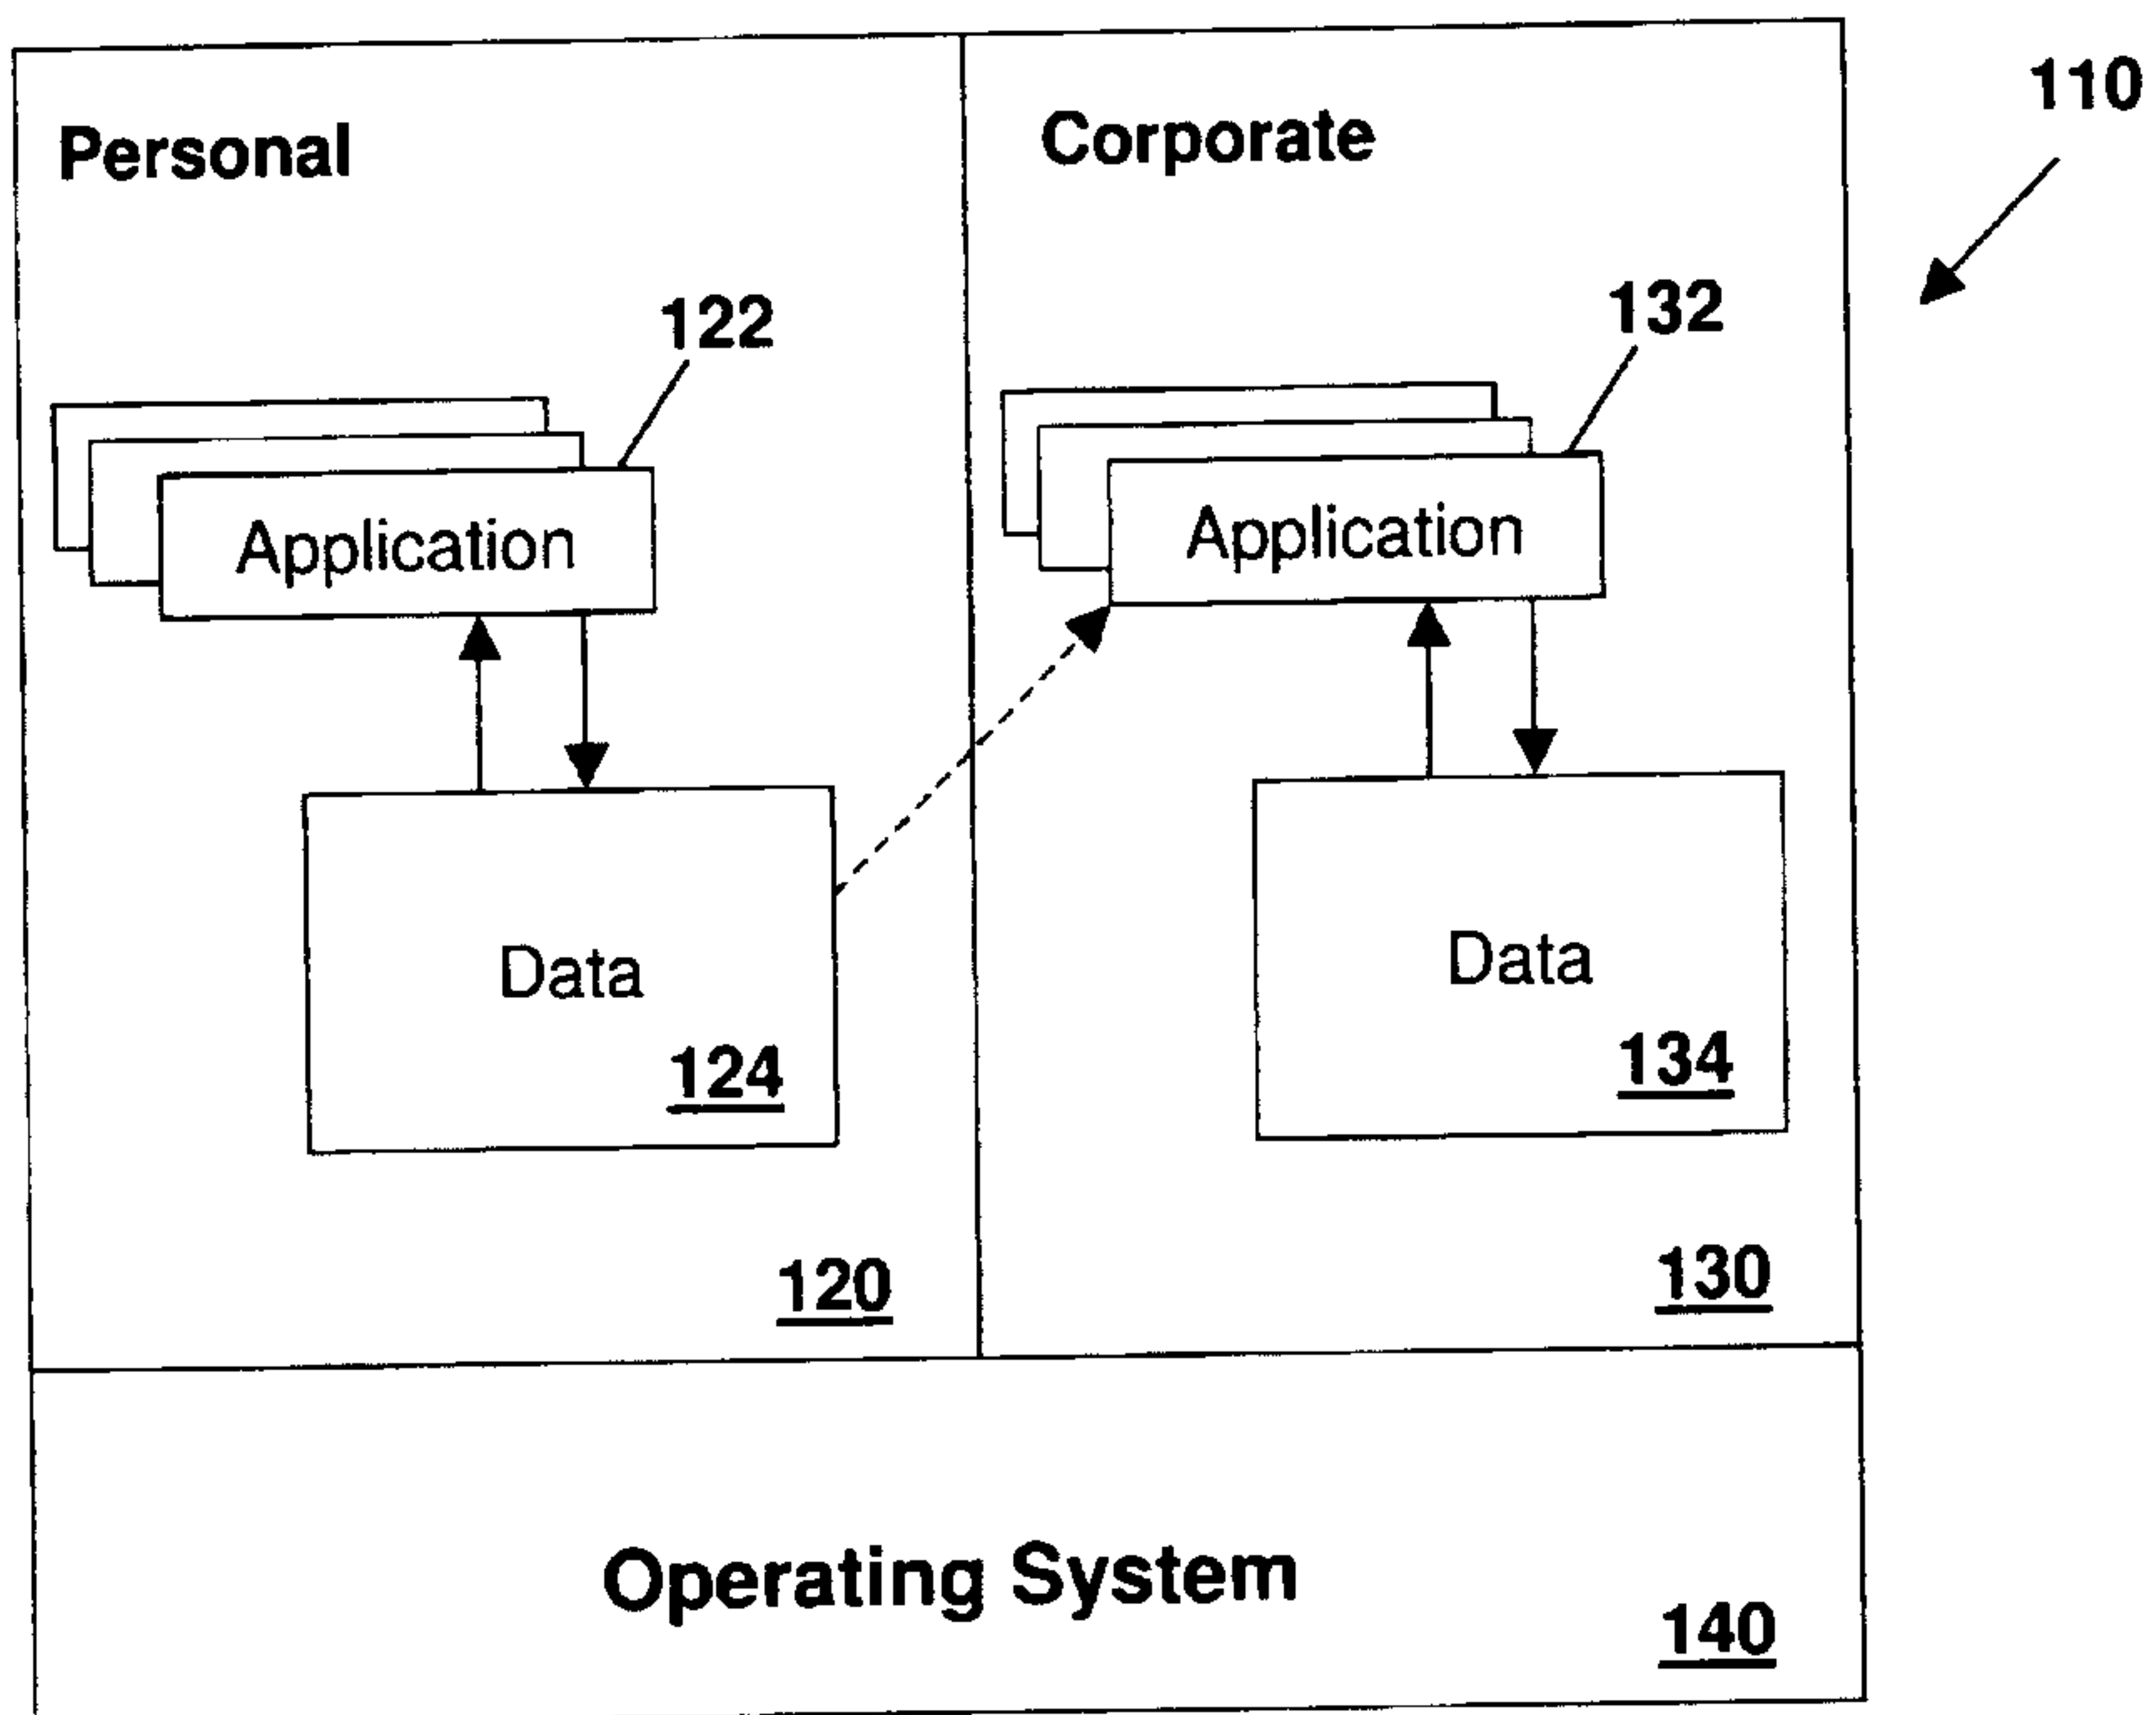 110
Personal
Corporate
122
132
Application
Application
Data
Data
124
134
120
130
Operating System
140